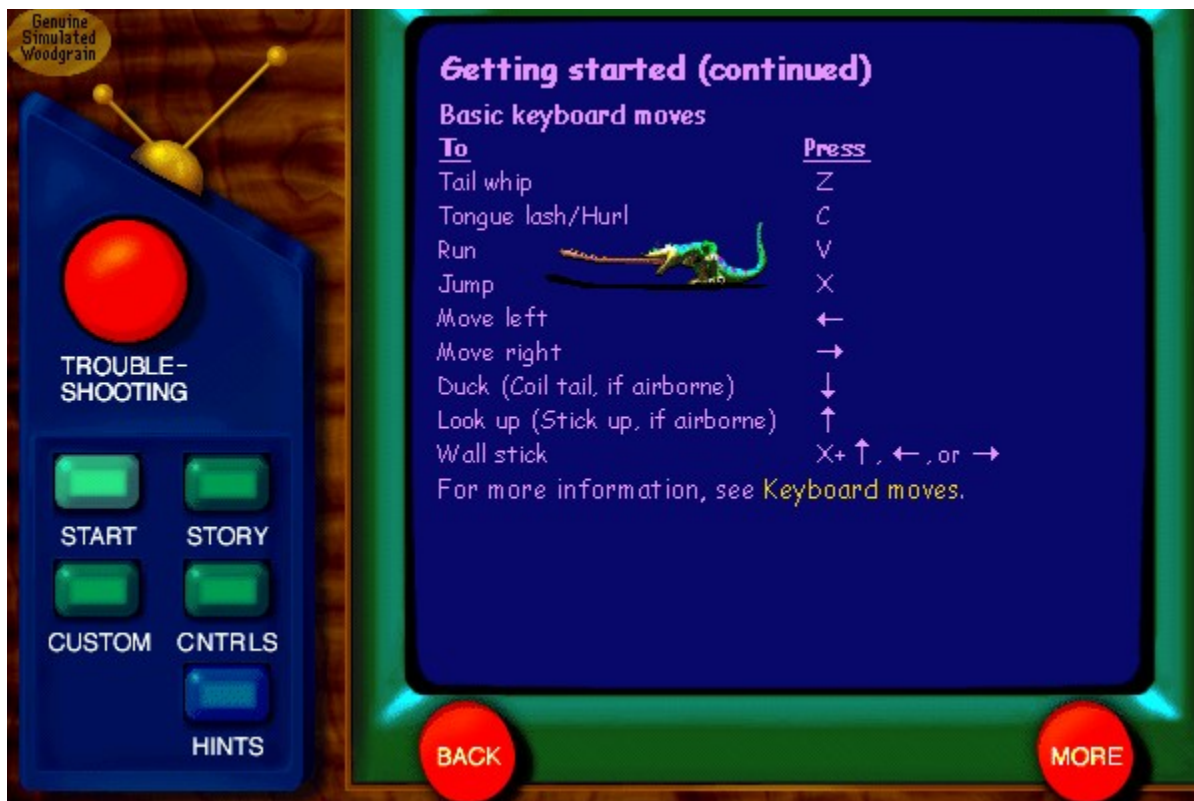 Genuine
Simulated
Woodgrain
TROUBLE-
SHOOTING
START STORY
CUSTOM CNTRLS
HINTS
Getting started (continued)
Basic keyboard moves
To Press
Tail whip Z
Tongue lash/Hurl C
Run V
Jump X
Move left ←
Move right →
Duck (Coil tail, if airborne) ↓
Look up (Stick up, if airborne) ↑
Wall stick X+ ↑, ←, or →
For more information, see Keyboard moves.
BACK MORE